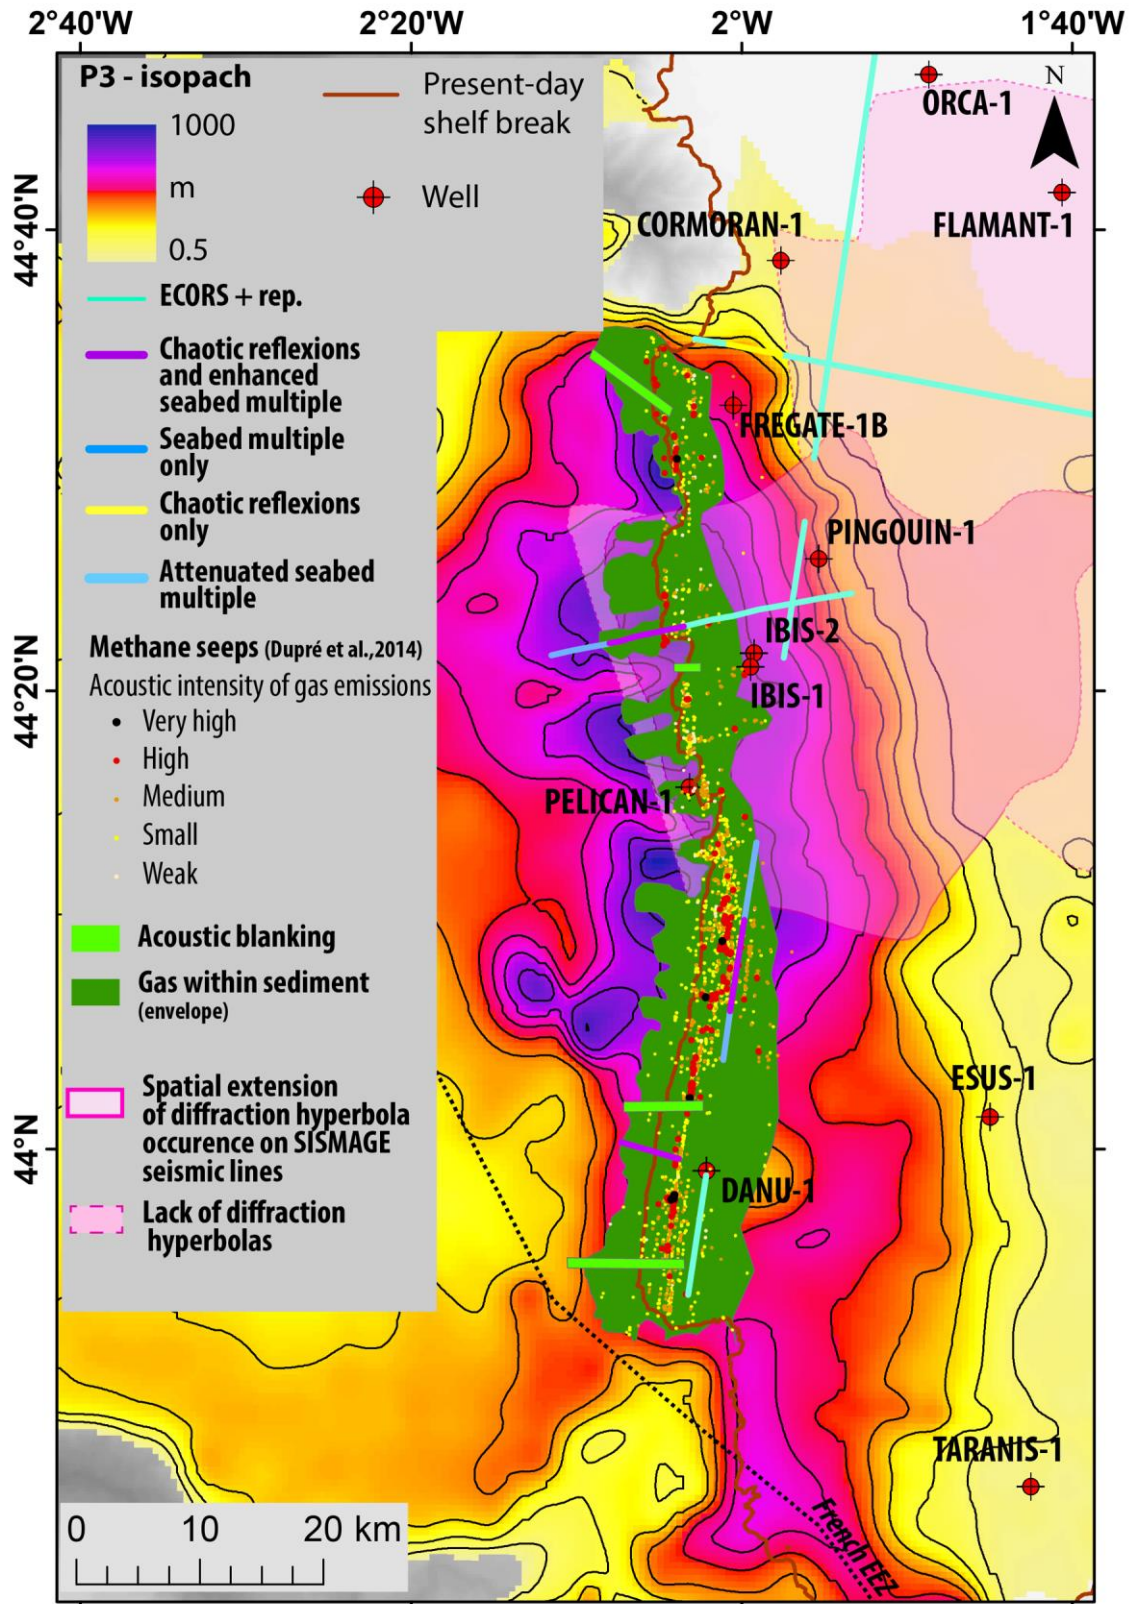 2°40'W 2°20'W 2°W 1°40'W
P3 - isopach
1000
m
0.5
Present-day
shelf break
Well
ECORS + rep.
Chaotic reflexions
and enhanced
seabed multiple
Seabed multiple
only
Chaotic reflexions
only
Attenuated seabed
multiple
Methane seeps (Dupré et al.,2014)
Acoustic intensity of gas emissions
Very high
High
Medium
Small
Weak
Acoustic blanking
Gas within sediment
(envelope)
Spatial extension
of diffraction hyperbola
occurence on SISMAGE
seismic lines
Lack of diffraction
hyperbolas
0 10 20 km
44°40'N
44°20'N
44°N
N
ORCA-1
FLAMANT-1
CORMORAN-1
FREGATE-1B
PINGOUIN-1
IBIS-2
IBIS-1
PELICAN-1
ESUS-1
DANU-1
TARANIS-1
French EEZ